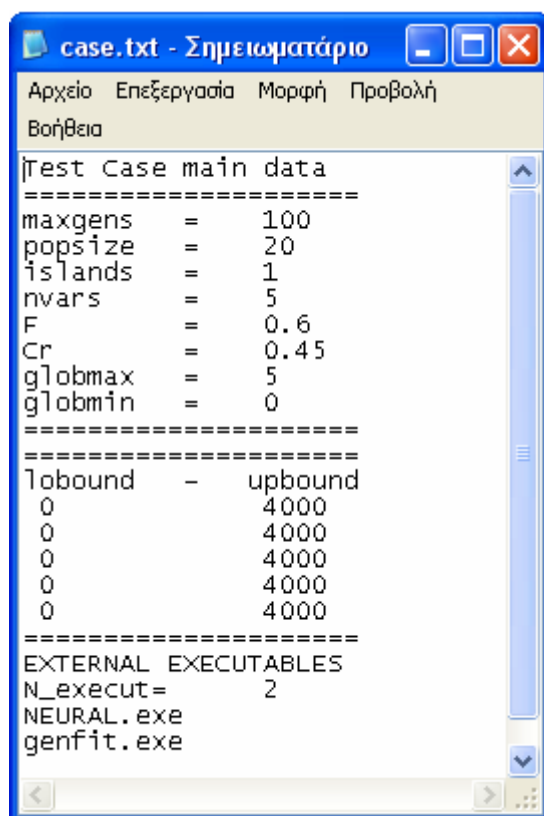 case.txt - Σημειωματάριο
Αρχείο Επεξεργασία Μορφή Προβολή
Βοήθεια
Test Case main data
=====================
maxgens = 100
popsize = 20
islands = 1
nvars = 5
F = 0.6
Cr = 0.45
globmax = 5
globmin = 0
=====================
=====================
lobound - upbound
0 4000
0 4000
0 4000
0 4000
0 4000
=====================
EXTERNAL EXECUTABLES
N_execut= 2
NEURAL.exe
genfit.exe